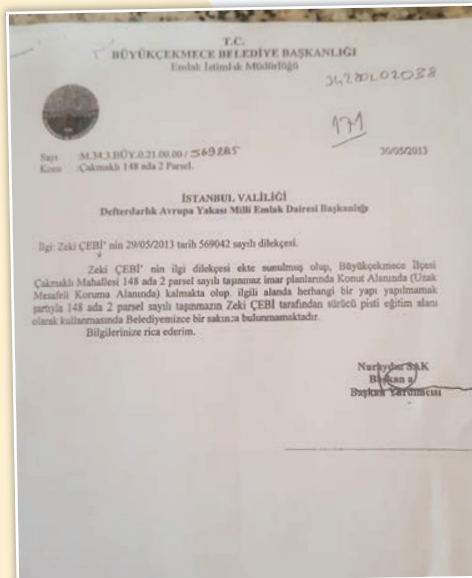 T.C.
BÜYÜKÇEKMECE BELEDİYE BAŞKANLIĞI
Emlak İstimlak Müdürlüğü
171
Sayı :M.34.3.BÜY.0.21.00.00 / 569285
30/05/2013
Konu :Çakmaklı 148 ada 2 Parsel.
İSTANBUL VALİLİĞİ
Defterdarlık Avrupa Yakası Milli Emlak Dairesi Başkanlığı
İlgi: Zeki ÇEBİ' nin 29/05/2013 tarih 569042 sayılı dilekçesi.
Zeki ÇEBİ' nin ilgi dilekçesi ekte sunulmuş olup, Büyükçekmece İlçesi
Çakmaklı Mahallesi 148 ada 2 parsel sayılı taşınmaz imar planlarında Konut Alanında (Uzak
Mesafeli Koruma Alanında) kalmakta olup. ilgili alanda herhangi bir yapı yapılmamak
şartıyla 148 ada 2 parsel sayılı taşınmazın Zeki ÇEBİ tarafından sürücü pisti eğitim alanı
olarak kullanmasında Belediyemizce bir sakınca bulunmamaktadır.
Bilgilerinize rica ederim.
SAK
Başkan a.
Başkan Yardımcısı